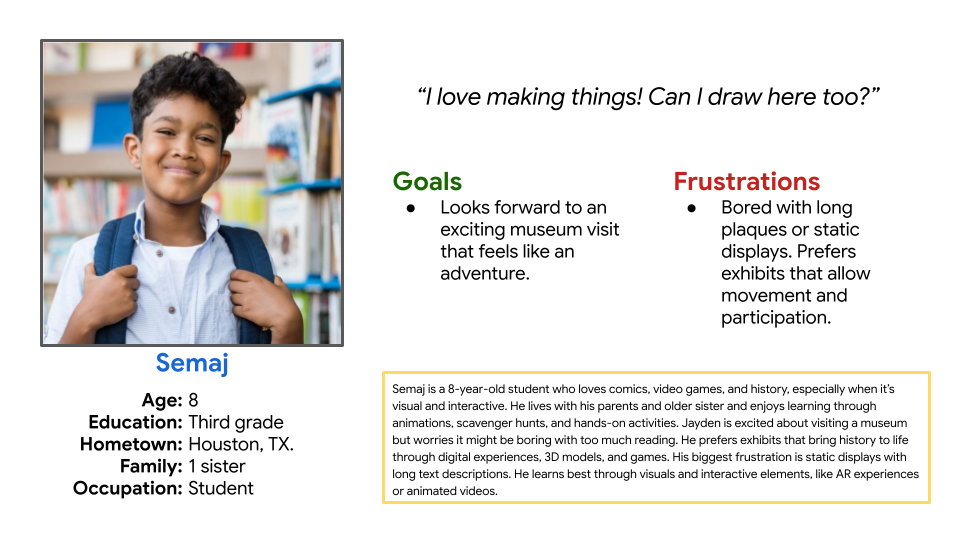 “I love making things! Can I draw here too?”
Goals
● Looks forward to an
exciting museum visit
that feels like an
adventure.
Frustrations
● Bored with long
plaques or static
displays. Prefers
exhibits that allow
movement and
participation.
Semaj
Age: 8
Education: Third grade
Hometown: Houston, TX.
Family: 1 sister
Occupation: Student
Semaj is a 8-year-old student who loves comics, video games, and history, especially when it’s
visual and interactive. He lives with his parents and older sister and enjoys learning through
animations, scavenger hunts, and hands-on activities. Jayden is excited about visiting a museum
but worries it might be boring with too much reading. He prefers exhibits that bring history to life
through digital experiences, 3D models, and games. His biggest frustration is static displays with
long text descriptions. He learns best through visuals and interactive elements, like AR experiences
or animated videos.